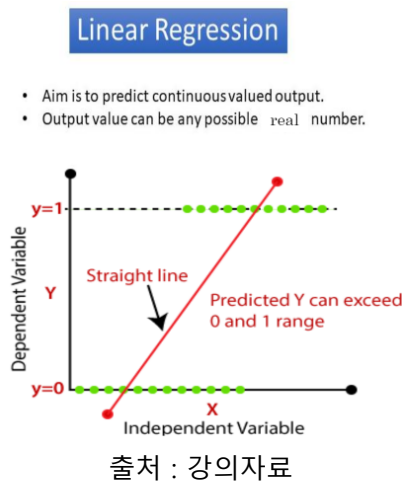 Linear Regression
• Aim is to predict continuous valued output.
• Output value can be any possible real number.
y=1
Dependent Variable
Y
Straight line
Predicted Y can exceed
0 and 1 range
y=0
X
Independent Variable
출처 : 강의자료